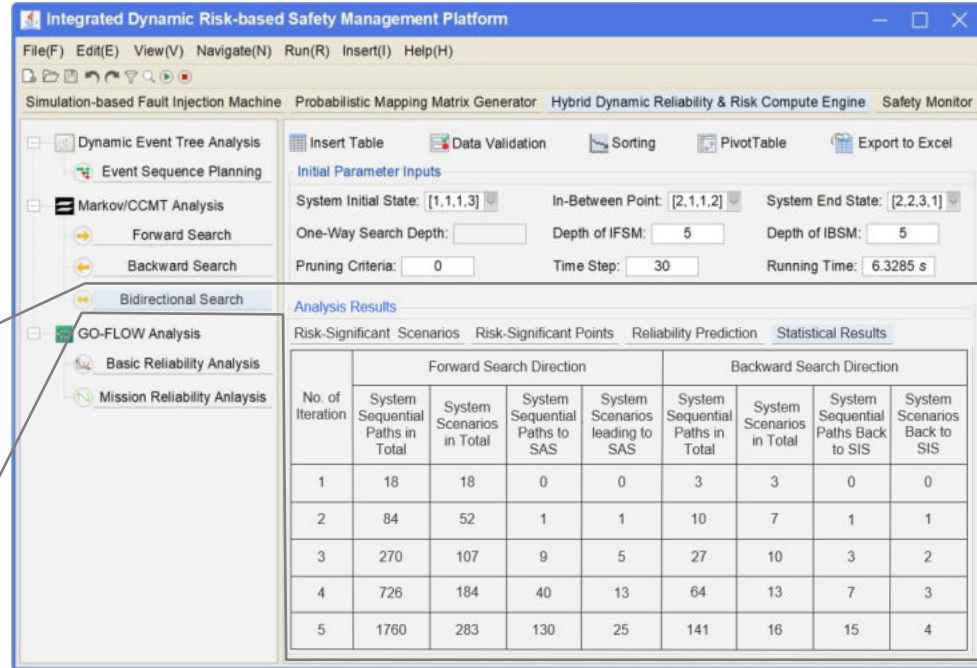 Integrated Dynamic Risk-based Safety Management Platform
File(F) Edit(E) View(V) Navigate(N) Run(R) Insert(I) Help(H)
Simulation-based Fault Injection Machine Probabilistic Mapping Matrix Generator Hybrid Dynamic Reliability & Risk Compute Engine Safety Monitor
Dynamic Event Tree Analysis
Event Sequence Planning
Markov/CCMT Analysis
Forward Search
Backward Search
Bidirectional Search
GO-FLOW Analysis
Basic Reliability Analysis
Mission Reliability Anlaysis
Insert Table Data Validation Sorting PivotTable Export to Excel
Initial Parameter Inputs
System Initial State: [1,1,1,3] In-Between Point: [2,1,1,2] System End State: [2,2,3,1]
One-Way Search Depth: Depth of IFSM: 5 Depth of IBSM: 5
Pruning Criteria: 0 Time Step: 30 Running Time: 6.3285 s
Analysis Results
Risk-Significant Scenarios Risk-Significant Points Reliability Prediction Statistical Results
No. of Iteration
Forward Search Direction Backward Search Direction
System Sequential Paths in Total
System Scenarios in Total
System Sequential Paths to SAS
System Scenarios leading to SAS
System Sequential Paths in Total
System Scenarios in Total
System Sequential Paths Back to SIS
System Scenarios Back to SIS
1 18 18 0 0 3 3 0 0
2 84 52 1 1 10 7 1 1
3 270 107 9 5 27 10 3 2
4 726 184 40 13 64 13 7 3
5 1760 283 130 25 141 16 15 4